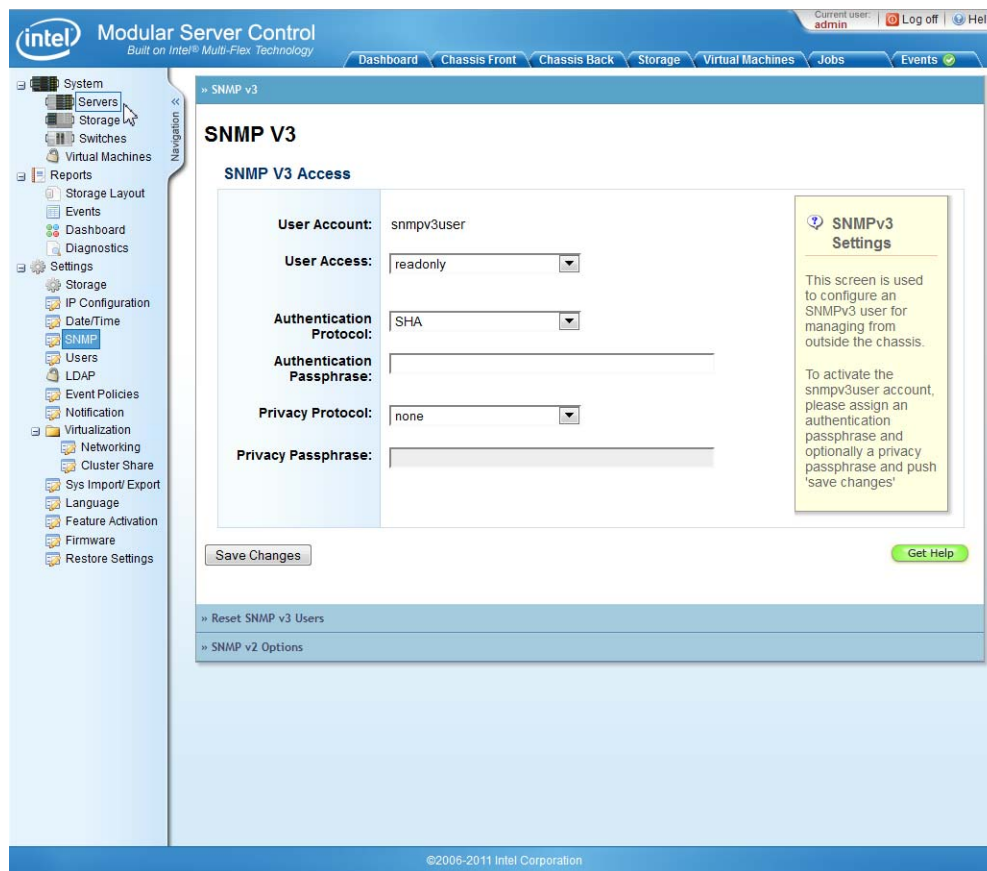 intel
Modular Server Control
Built on Intel® Multi-Flex Technology
Current user:
admin
Log off
Hel
Dashboard
Chassis Front
Chassis Back
Storage
Virtual Machines
Jobs
Events
System
Servers
Storage
Switches
Virtual Machines
Reports
Storage Layout
Events
Dashboard
Diagnostics
Settings
Storage
IP Configuration
Date/Time
SNMP
Users
LDAP
Event Policies
Notification
Virtualization
Networking
Cluster Share
Sys Import/ Export
Language
Feature Activation
Firmware
Restore Settings
«
Navigation
» SNMP v3
SNMP V3
SNMP V3 Access
User Account: snmpv3user
User Access: readonly
Authentication
Protocol: SHA
Authentication
Passphrase:
Privacy Protocol: none
Privacy Passphrase:
SNMPv3
Settings
This screen is used
to configure an
SNMPv3 user for
managing from
outside the chassis.
To activate the
snmpv3user account,
please assign an
authentication
passphrase and
optionally a privacy
passphrase and push
'save changes'
Save Changes
Get Help
» Reset SNMP v3 Users
» SNMP v2 Options
©2006-2011 Intel Corporation